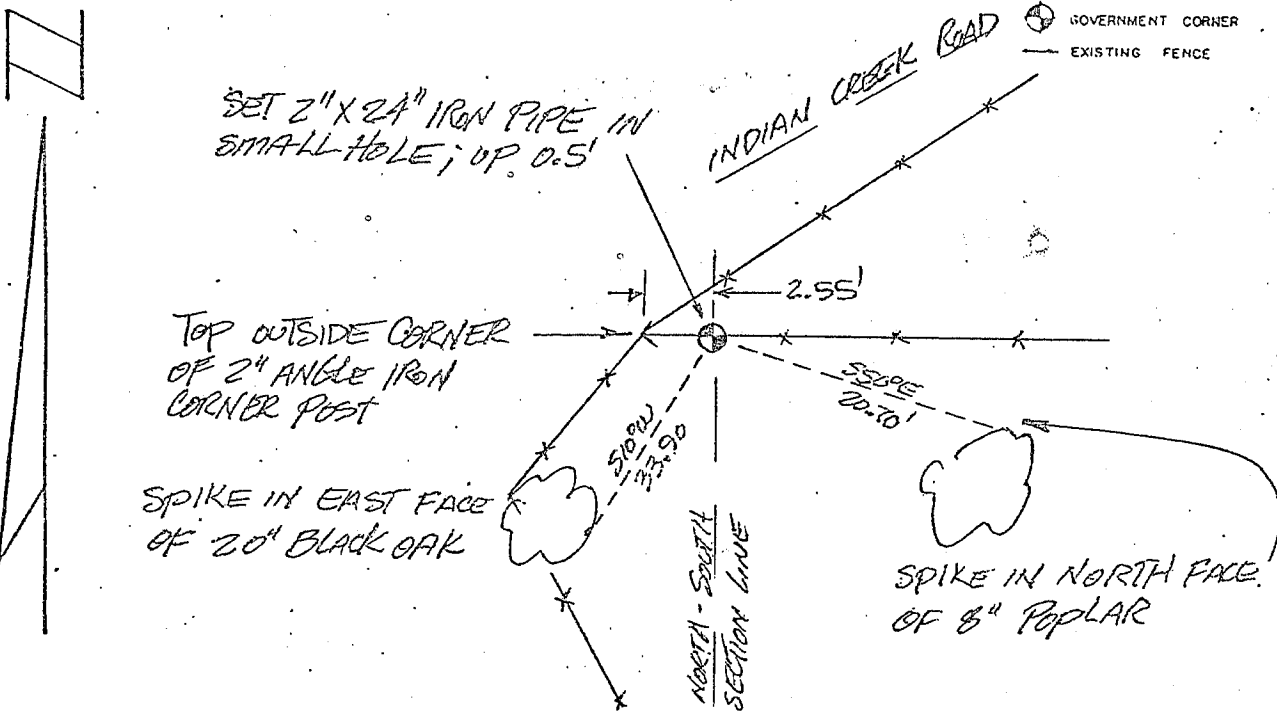 N
GOVERNMENT CORNER
EXISTING FENCE
INDIAN CREEK ROAD
SET 2" X 24" IRON PIPE IN
SMALL HOLE; UP 0.5'
2.55'
TOP OUTSIDE CORNER
OF 2" ANGLE IRON
CORNER POST
S50°E
20.70'
S10°W
33.90
SPIKE IN EAST FACE
OF 20" BLACK OAK
NORTH - SOUTH
SECTION LINE
SPIKE IN NORTH FACE
OF 8" POPLAR